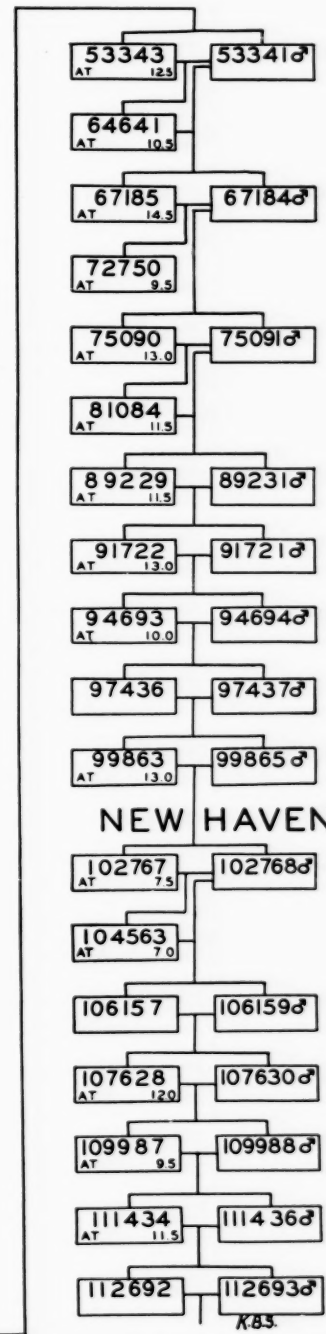 53343 53341♂
AT 12.5
64641
AT 10.5
67185 67184♂
AT 14.5
72750
AT 9.5
75090 75091♂
AT 13.0
81084
AT 11.5
89229 89231♂
AT 11.5
91722 91721♂
AT 13.0
94693 94694♂
AT 10.0
97436 97437♂
99863 99865♂
AT 13.0
NEW HAVEN
102767 102768♂
AT 7.5
104563
AT 7.0
106157 106159♂
107628 107630♂
AT 12.0
109987 109988♂
AT 9.5
111434 111436♂
AT 11.5
112692 112693♂
K.B.S.